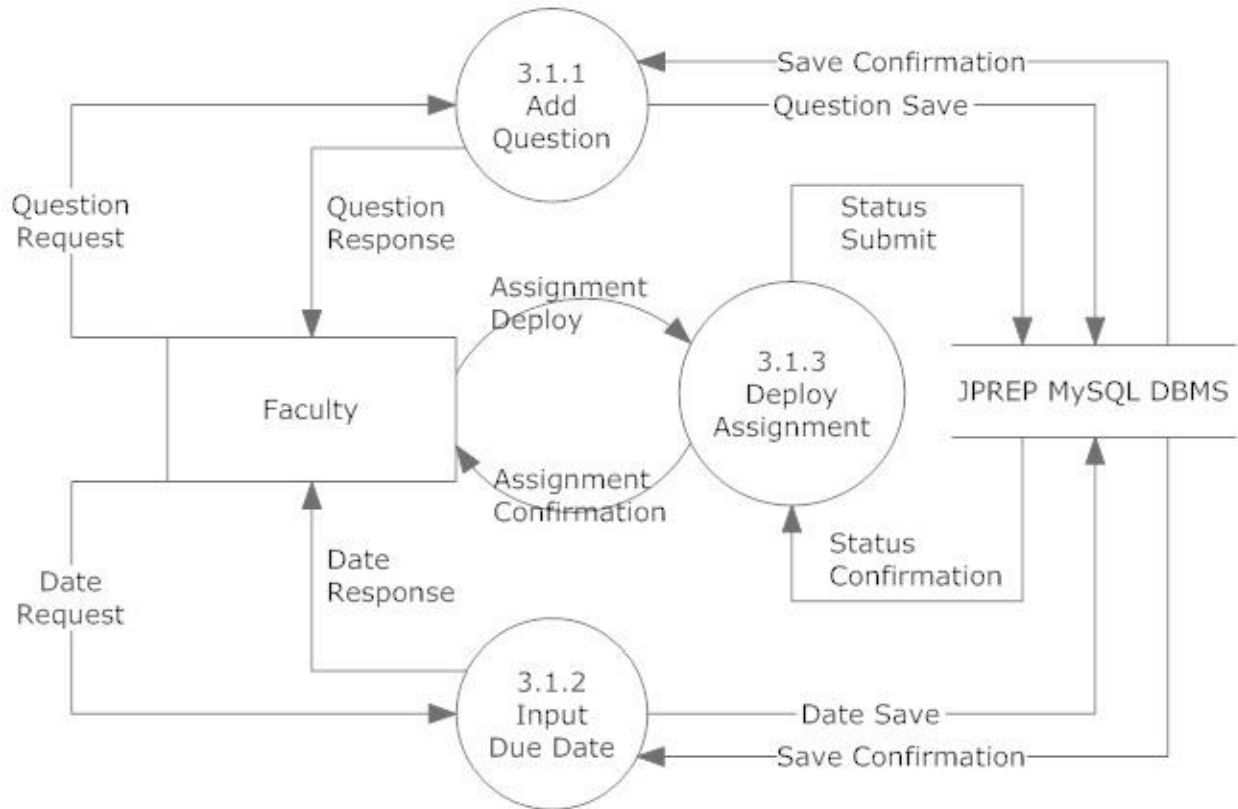 3.1.1
Add
Question
Save Confirmation
Question Save
Question
Request
Question
Response
Status
Submit
Assignment
Deploy
3.1.3
Deploy
Assignment
JPREP MySQL DBMS
Faculty
Assignment
Confirmation
Status
Confirmation
Date
Request
Date
Response
3.1.2
Input
Due Date
Date Save
Save Confirmation